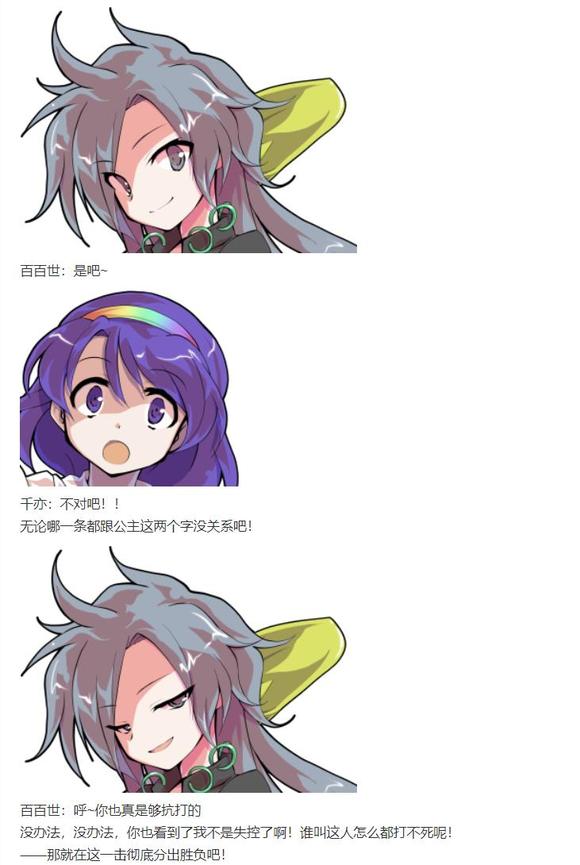 百百世：是吧~
千亦：不对吧！！
无论哪一条都跟公主这两个字没关系吧！
百百世：呼~你也真是够抗打的
没办法，没办法，你也看到了我不是失控了啊！谁叫这人怎么都打不死呢！
——那就在这一击彻底分出胜负吧！